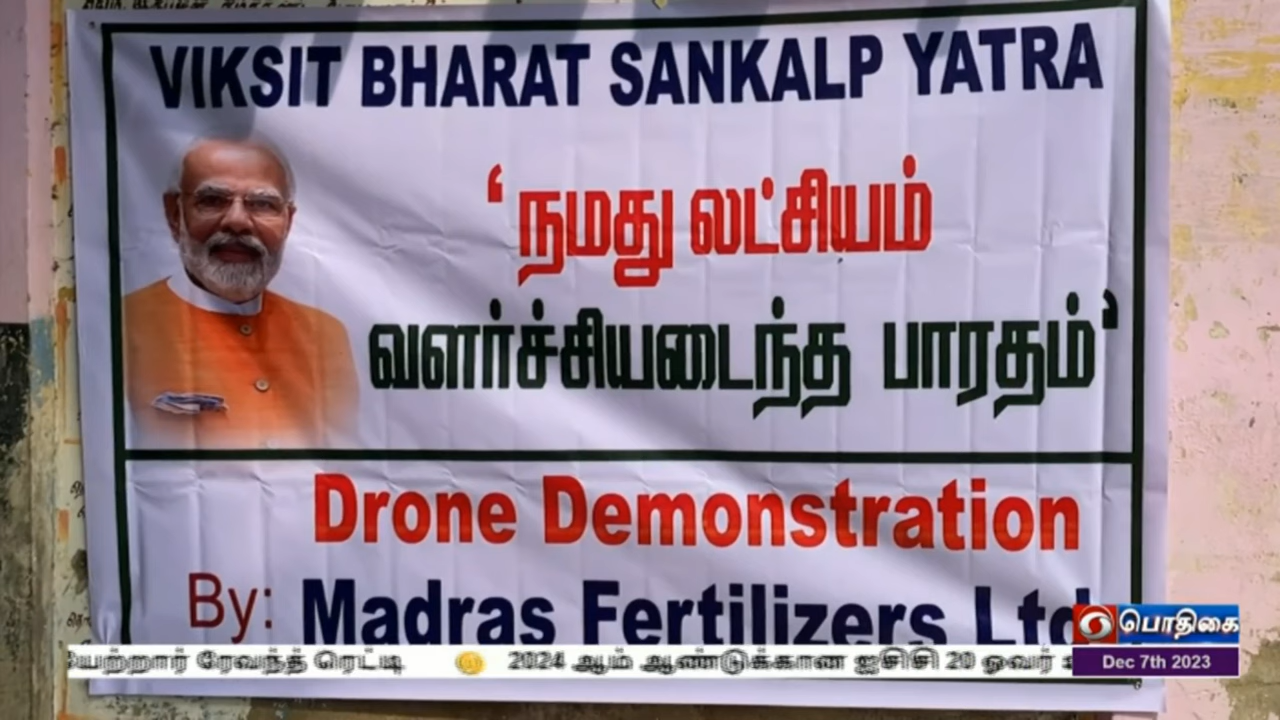 VIKSIT BHARAT SANKALP YATRA
‘நமது லட்சியம்
வளர்ச்சியடைந்த பாரதம்’
Drone Demonstration
By: Madras Fertilizers Ltd
பொதிகை
ரேவந்த் ரெட்டி 2024 ஆம் ஆண்டுக்கான ஐசிசி 20 ஓவர்
Dec 7th 2023